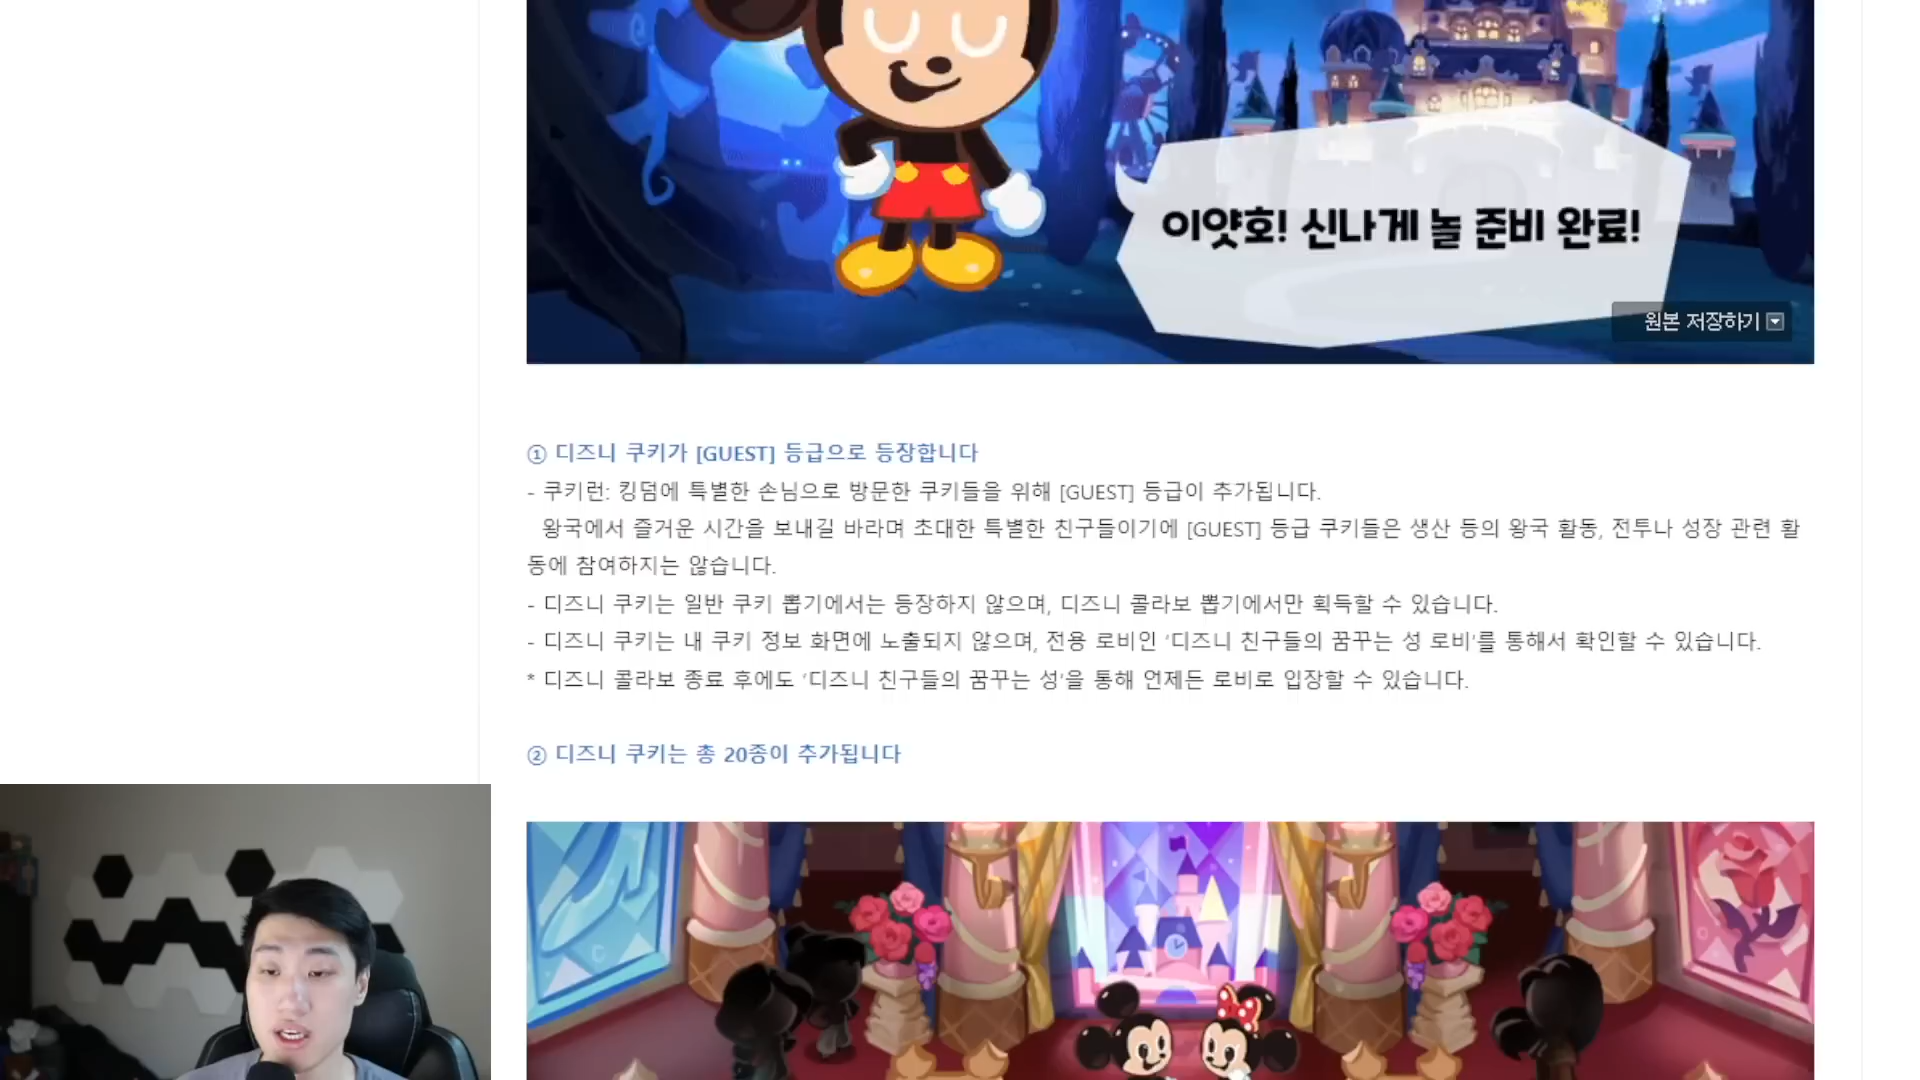 이얏호! 신나게 놀 준비 완료!
원본 저장하기
① 디즈니 쿠키가 [GUEST] 등급으로 등장합니다
- 쿠키런: 킹덤에 특별한 손님으로 방문한 쿠키들을 위해 [GUEST] 등급이 추가됩니다.
왕국에서 즐거운 시간을 보내길 바라며 초대한 특별한 친구들이기에 [GUEST] 등급 쿠키들은 생산 등의 왕국 활동, 전투나 성장 관련 활
동에 참여하지는 않습니다.
- 디즈니 쿠키는 일반 쿠키 뽑기에서는 등장하지 않으며, 디즈니 콜라보 뽑기에서만 획득할 수 있습니다.
- 디즈니 쿠키는 내 쿠키 정보 화면에 노출되지 않으며, 전용 로비인 ‘디즈니 친구들의 꿈꾸는 성 로비’를 통해서 확인할 수 있습니다.
* 디즈니 콜라보 종료 후에도 ‘디즈니 친구들의 꿈꾸는 성’을 통해 언제든 로비로 입장할 수 있습니다.
② 디즈니 쿠키는 총 20종이 추가됩니다